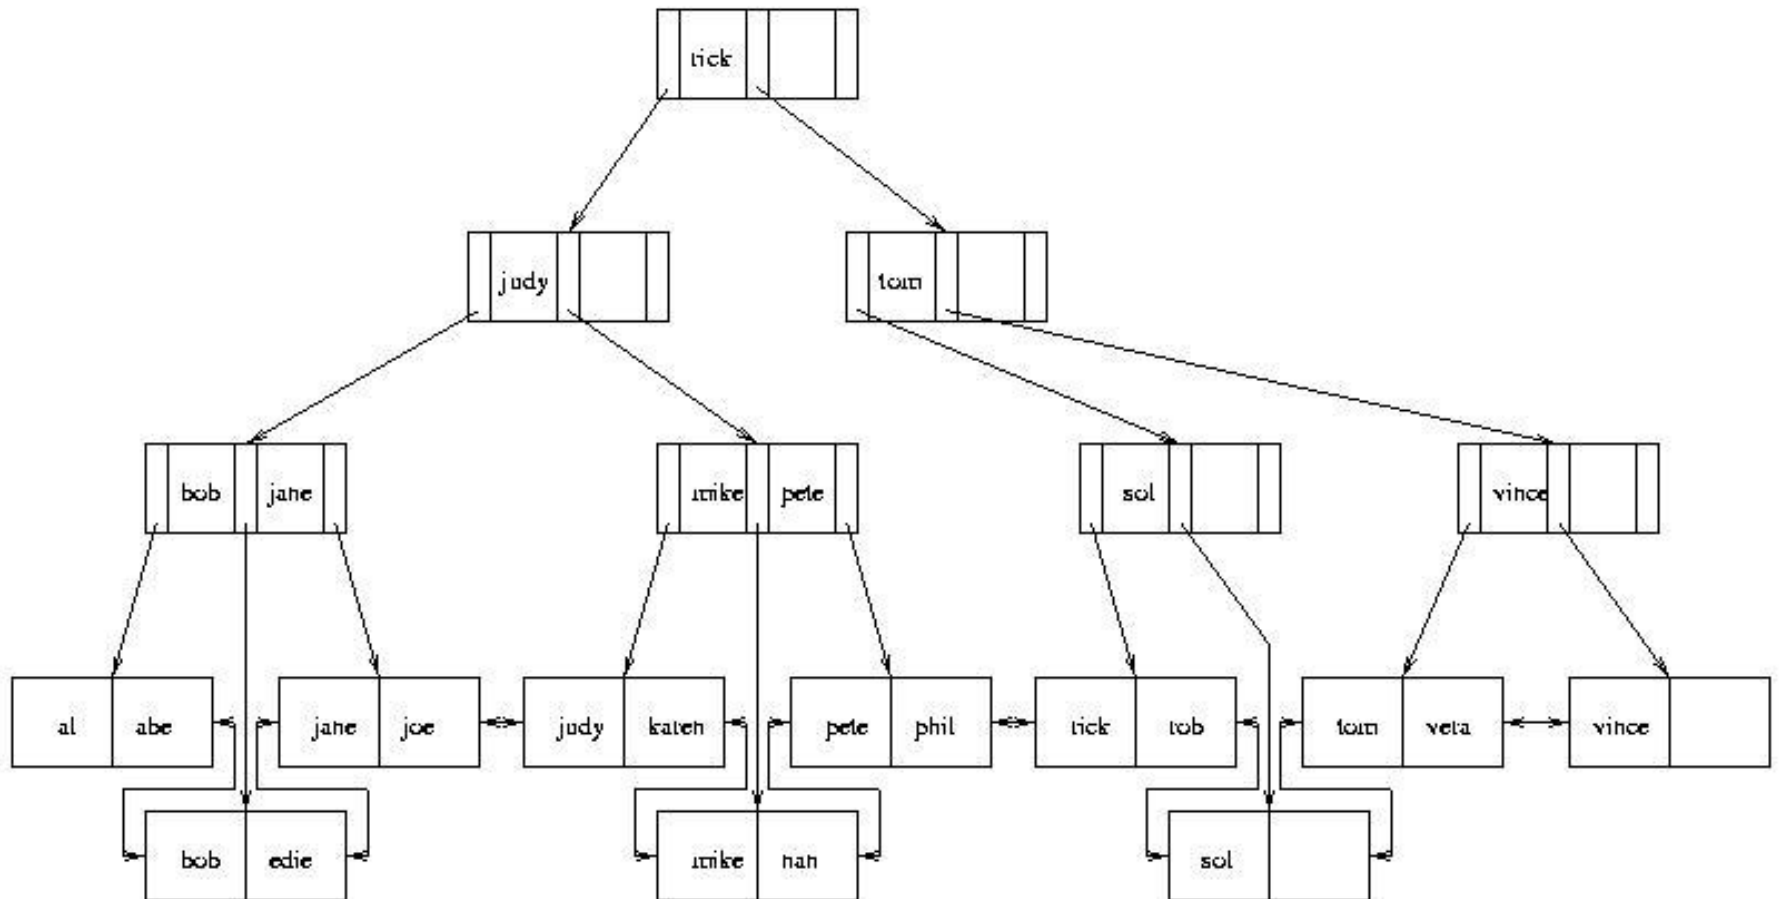 rick
judy tom
bob jane mike pete sol vince
al abe jane joe judy karen pete phil rick rob tom vera vince
bob edie mike nan sol